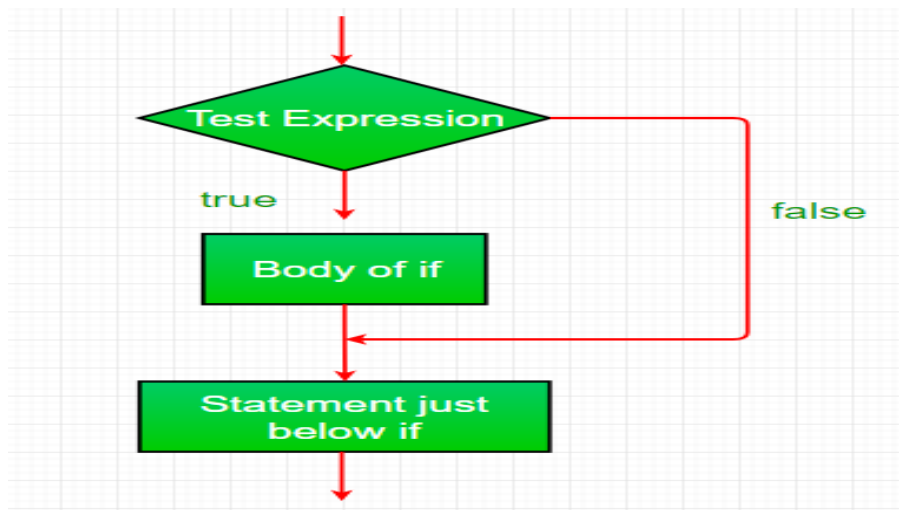 Test Expression
true
false
Body of if
Statement just
below if